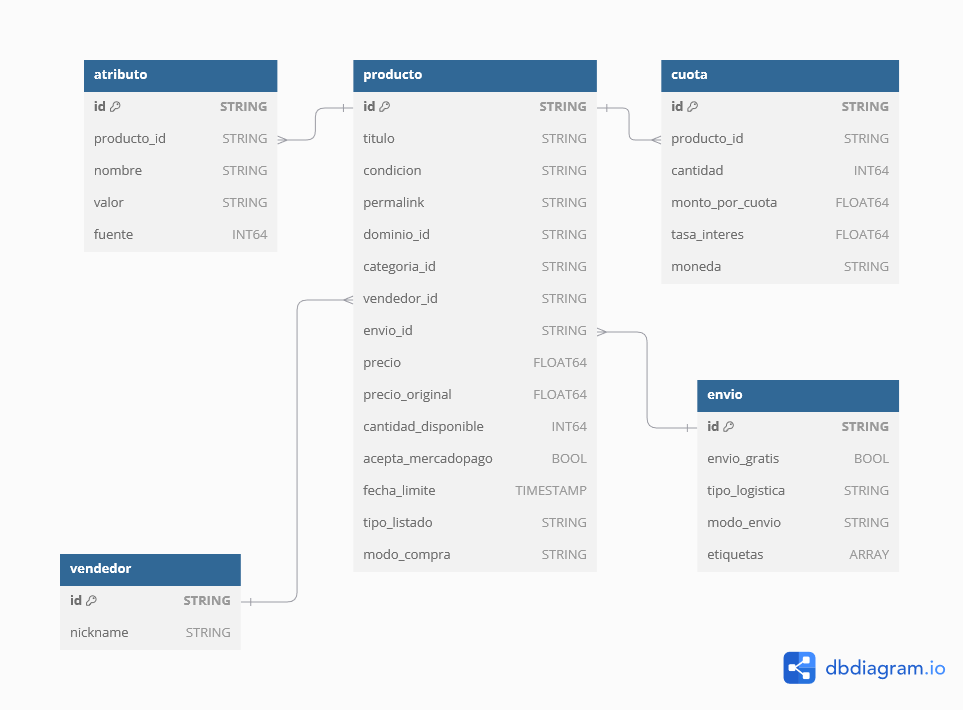 atributo
id STRING
producto_id STRING
nombre STRING
valor STRING
fuente INT64
producto
id STRING
titulo STRING
condicion STRING
permalink STRING
dominio_id STRING
categoria_id STRING
vendedor_id STRING
envio_id STRING
precio FLOAT64
precio_original FLOAT64
cantidad_disponible INT64
acepta_mercadopago BOOL
fecha_limite TIMESTAMP
tipo_listado STRING
modo_compra STRING
cuota
id STRING
producto_id STRING
cantidad INT64
monto_por_cuota FLOAT64
tasa_interes FLOAT64
moneda STRING
envio
id STRING
envio_gratis BOOL
tipo_logistica STRING
modo_envio STRING
etiquetas ARRAY
vendedor
id STRING
nickname STRING
dbdiagram.io